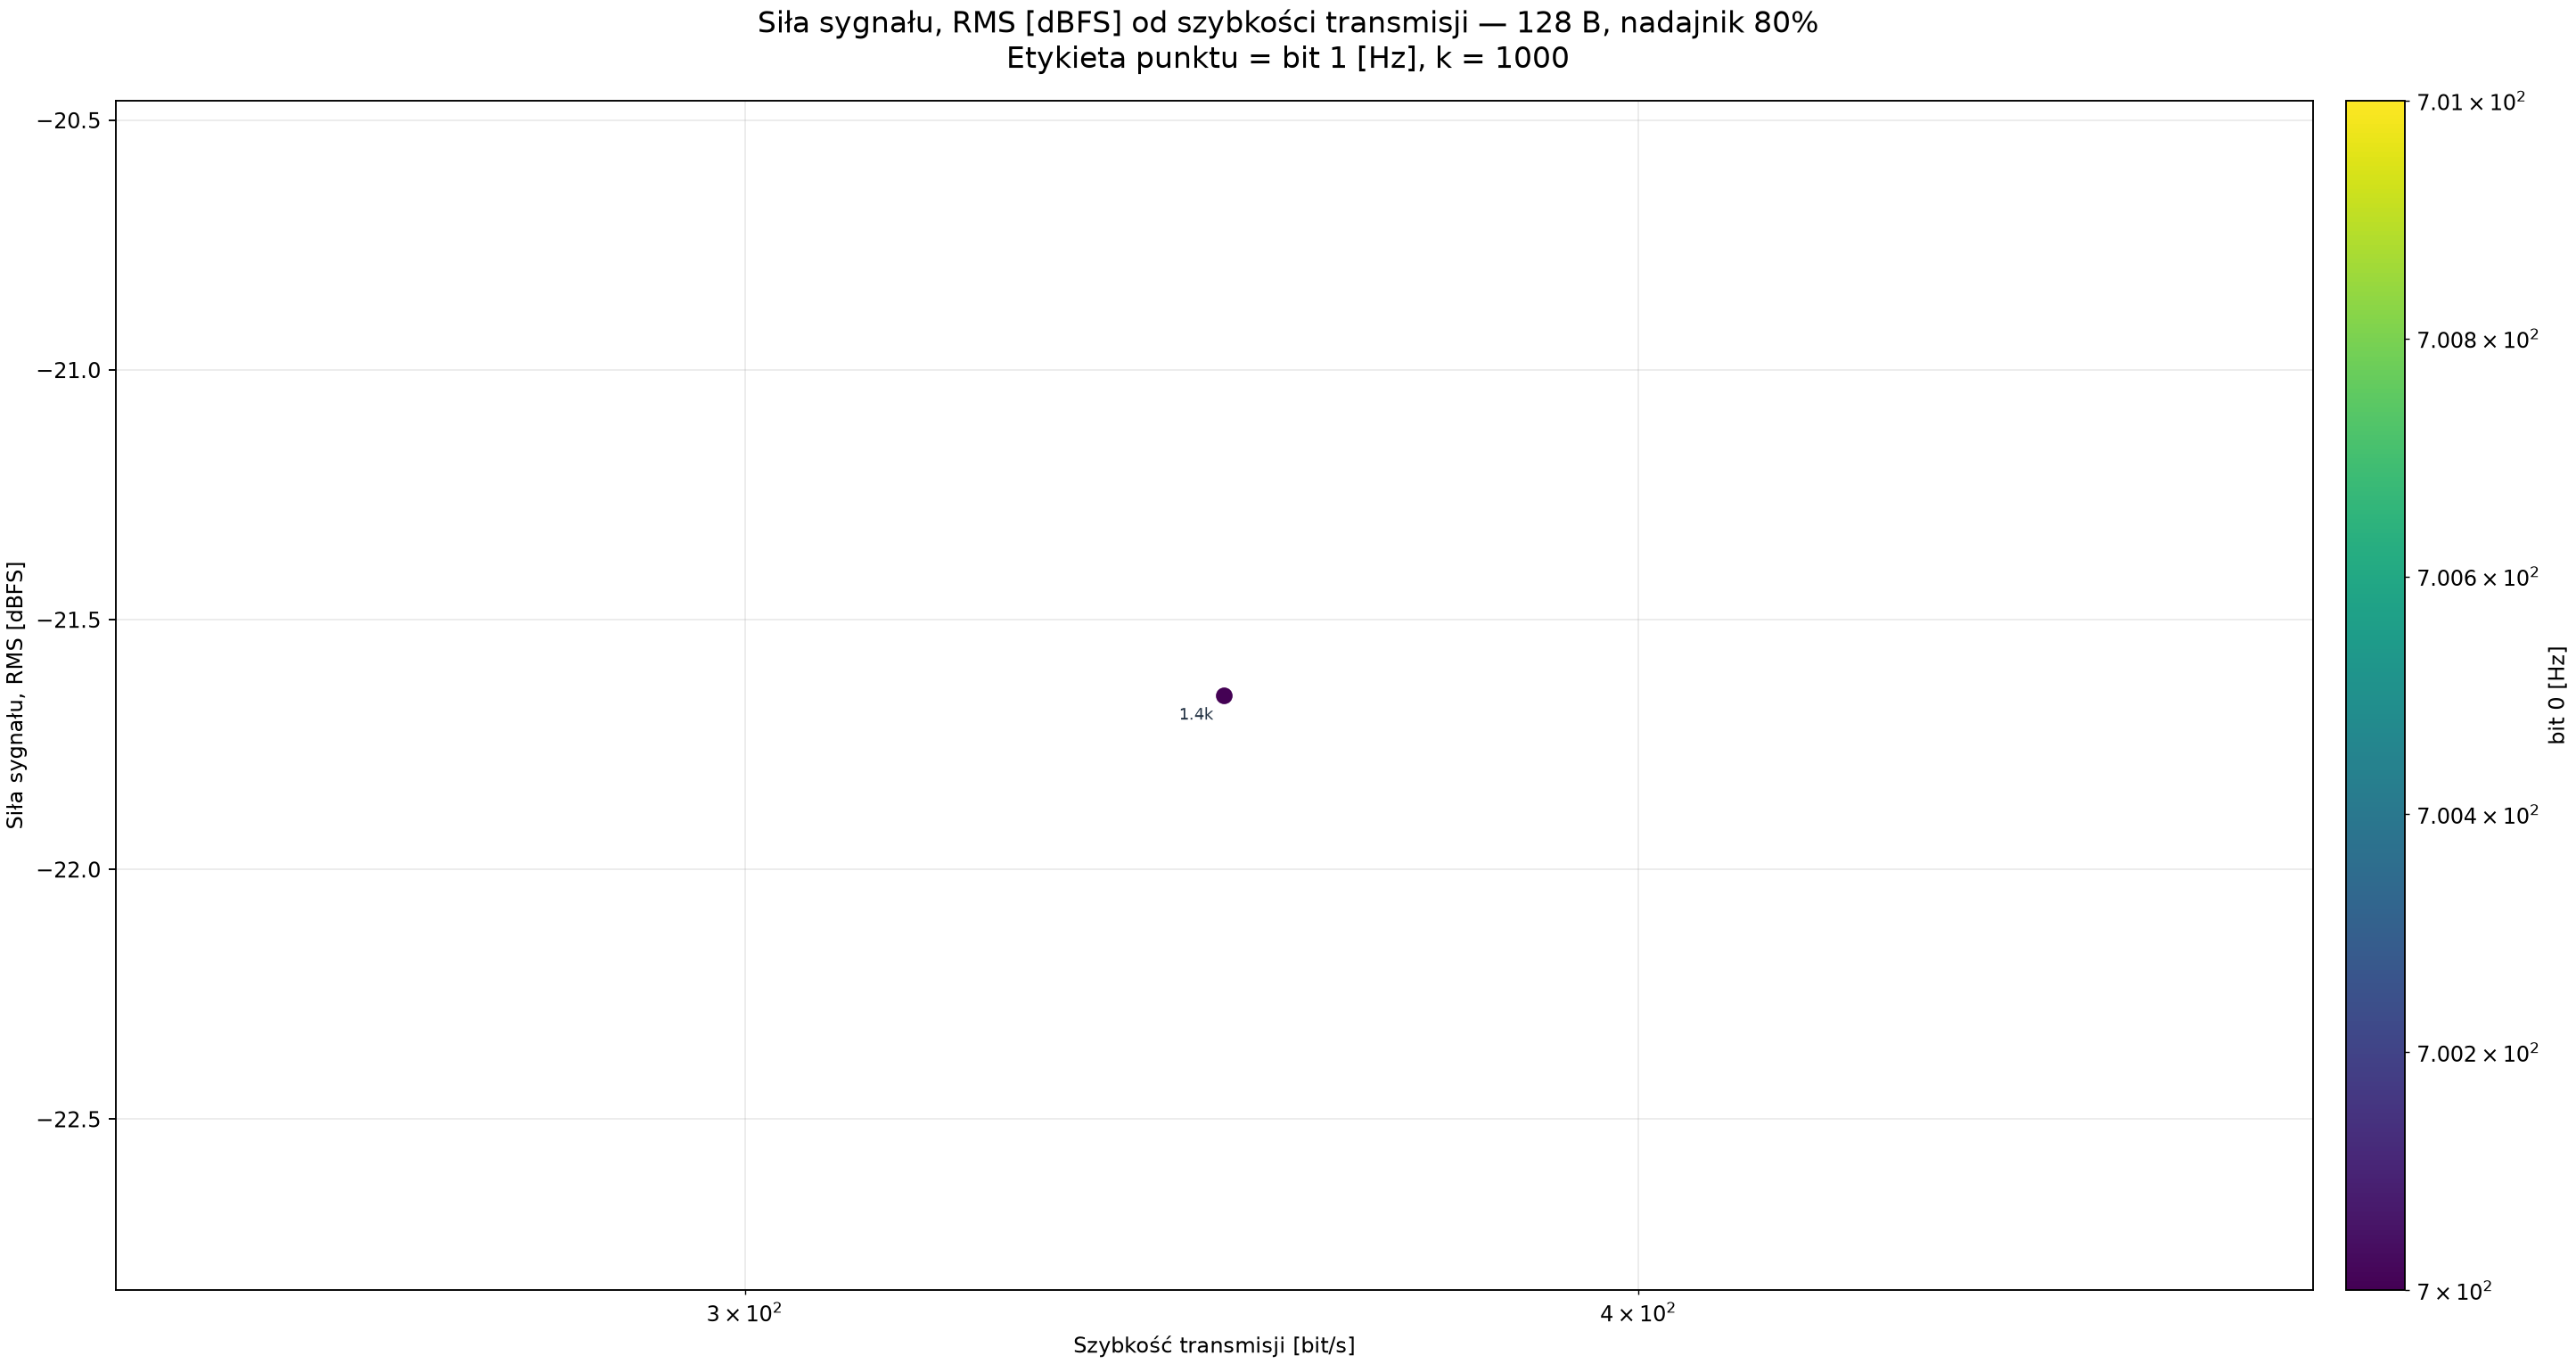 Siła sygnału, RMS [dBFS] od szybkości transmisji — 128 B, nadajnik 80%
Etykieta punktu = bit 1 [Hz], k = 1000
Siła sygnału, RMS [dBFS]
−20.5
−21.0
−21.5
−22.0
−22.5
1.4k
3 × 10²
4 × 10²
Szybkość transmisji [bit/s]
7.01 × 10²
7.008 × 10²
7.006 × 10²
7.004 × 10²
7.002 × 10²
7 × 10²
bit 0 [Hz]